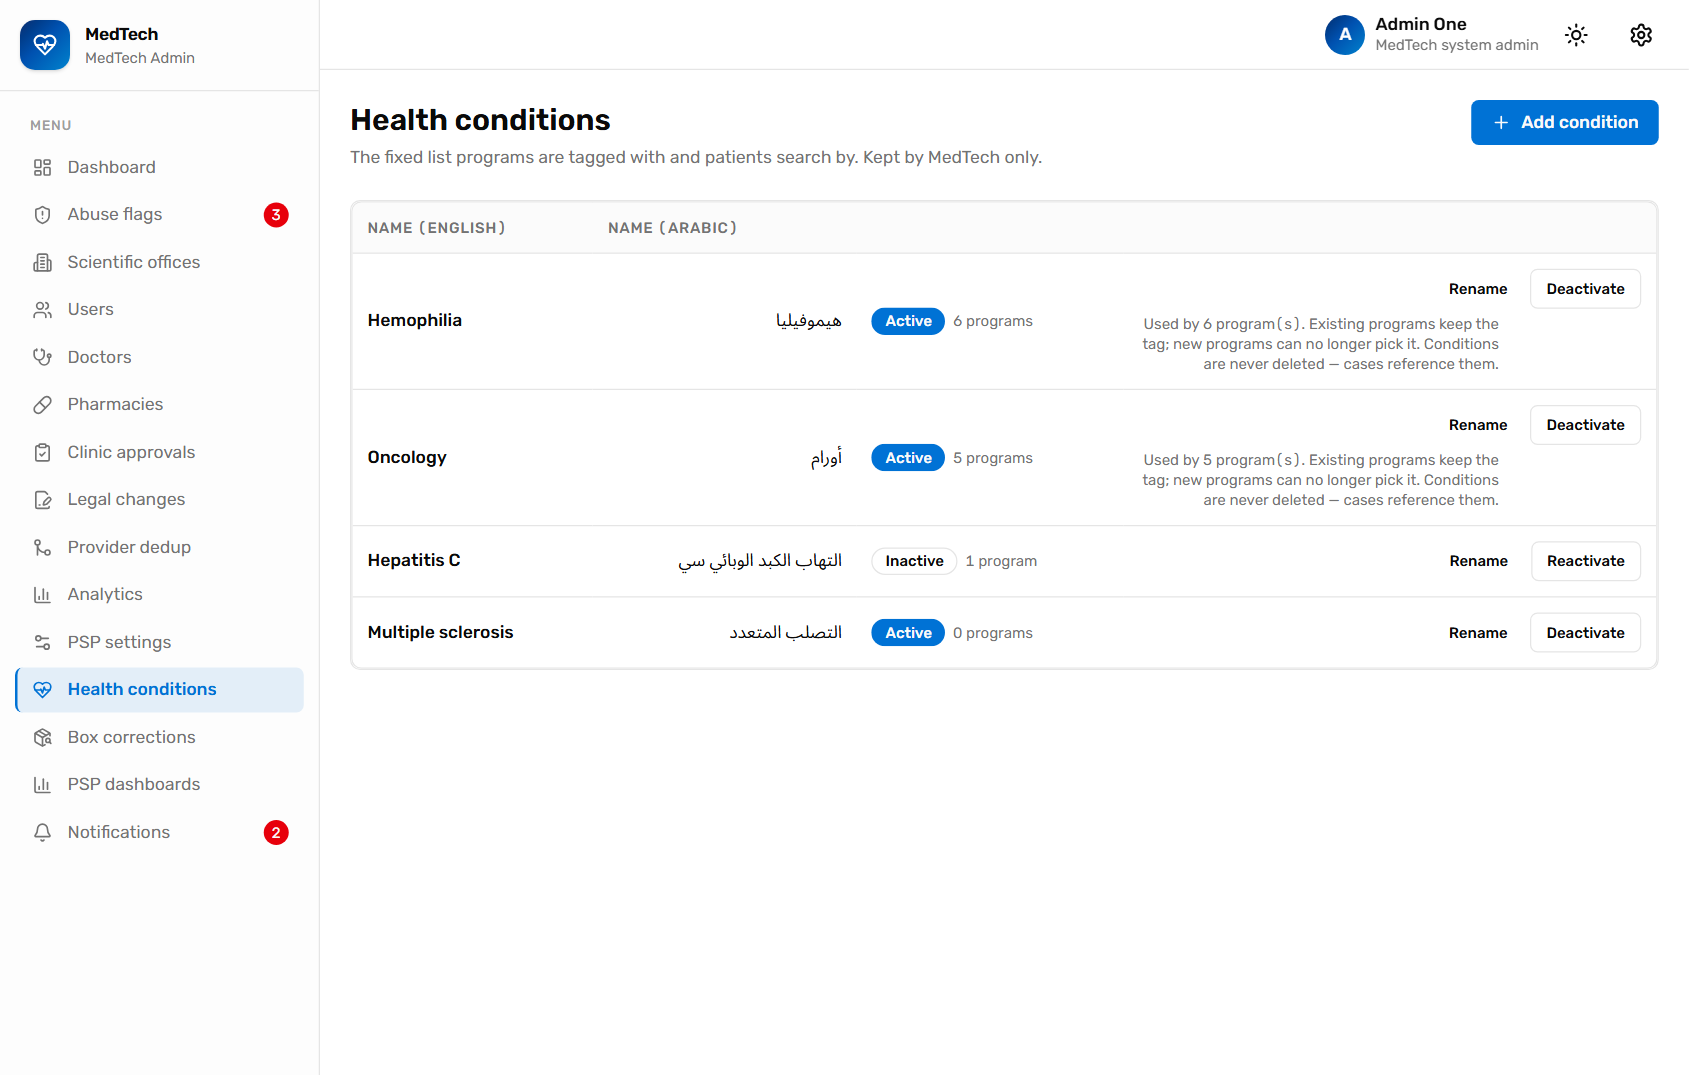 MedTech
MedTech Admin
MENU
Dashboard
Abuse flags 3
Scientific offices
Users
Doctors
Pharmacies
Clinic approvals
Legal changes
Provider dedup
Analytics
PSP settings
Health conditions
Box corrections
PSP dashboards
Notifications 2
A
Admin One
MedTech system admin
Health conditions
The fixed list programs are tagged with and patients search by. Kept by MedTech only.
Add condition
NAME (ENGLISH) NAME (ARABIC)
Hemophilia هيموفيليا Active 6 programs Rename Deactivate
Used by 6 program(s). Existing programs keep the
tag; new programs can no longer pick it. Conditions
are never deleted — cases reference them.
Oncology أورام Active 5 programs Rename Deactivate
Used by 5 program(s). Existing programs keep the
tag; new programs can no longer pick it. Conditions
are never deleted — cases reference them.
Hepatitis C التهاب الكبد الوبائي سي Inactive 1 program Rename Reactivate
Multiple sclerosis التصلب المتعدد Active 0 programs Rename Deactivate